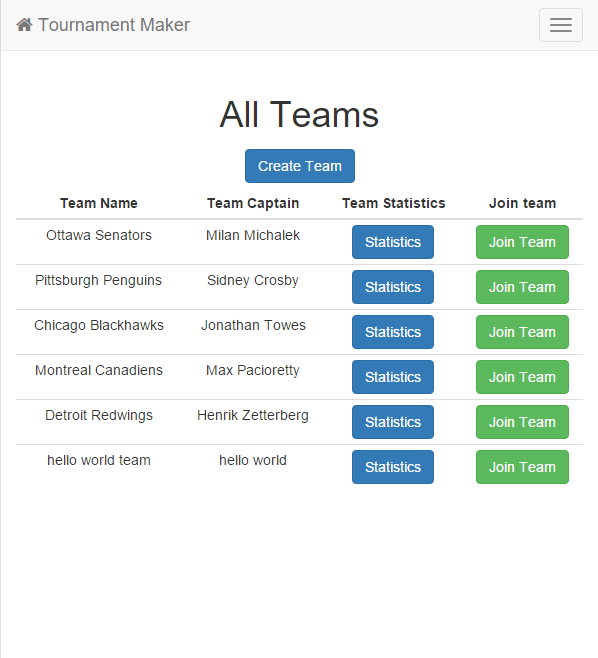 Tournament Maker
All Teams
Create Team
Team Name Team Captain Team Statistics Join team
Ottawa Senators Milan Michalek Statistics Join Team
Pittsburgh Penguins Sidney Crosby Statistics Join Team
Chicago Blackhawks Jonathan Towes Statistics Join Team
Montreal Canadiens Max Pacioretty Statistics Join Team
Detroit Redwings Henrik Zetterberg Statistics Join Team
hello world team hello world Statistics Join Team